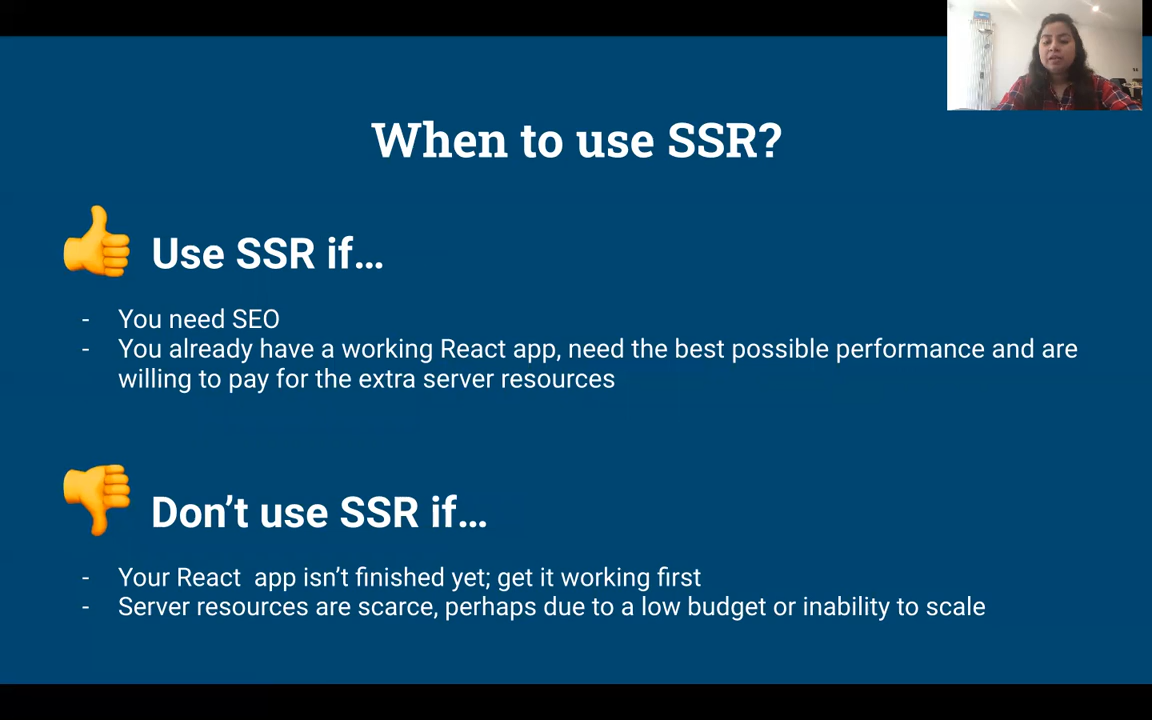 When to use SSR?
Use SSR if...
- You need SEO
- You already have a working React app, need the best possible performance and are
willing to pay for the extra server resources
Don’t use SSR if...
- Your React  app isn’t finished yet; get it working first
- Server resources are scarce, perhaps due to a low budget or inability to scale